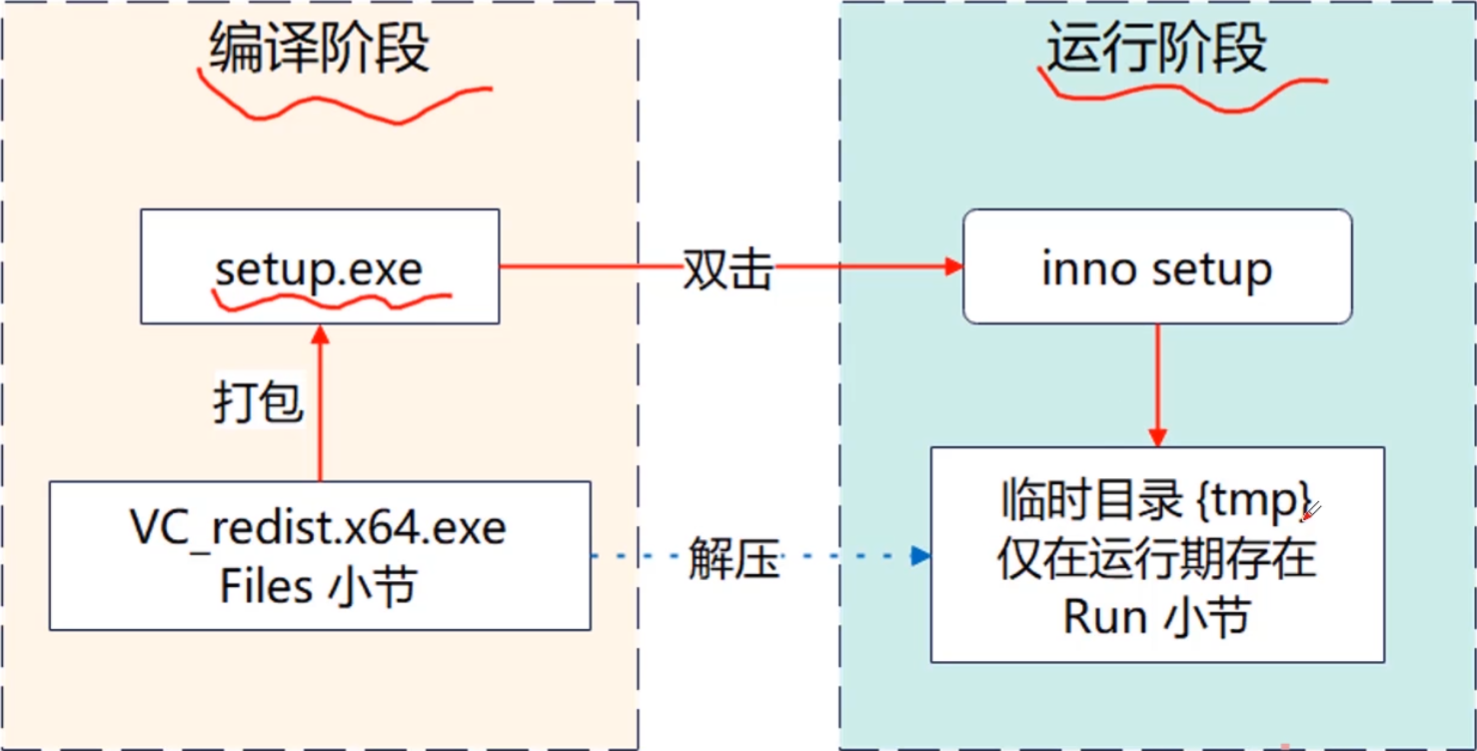 编译阶段
运行阶段
setup.exe
双击
inno setup
打包
VC_redist.x64.exe
Files 小节
解压
临时目录 {tmp}
仅在运行期存在
Run 小节